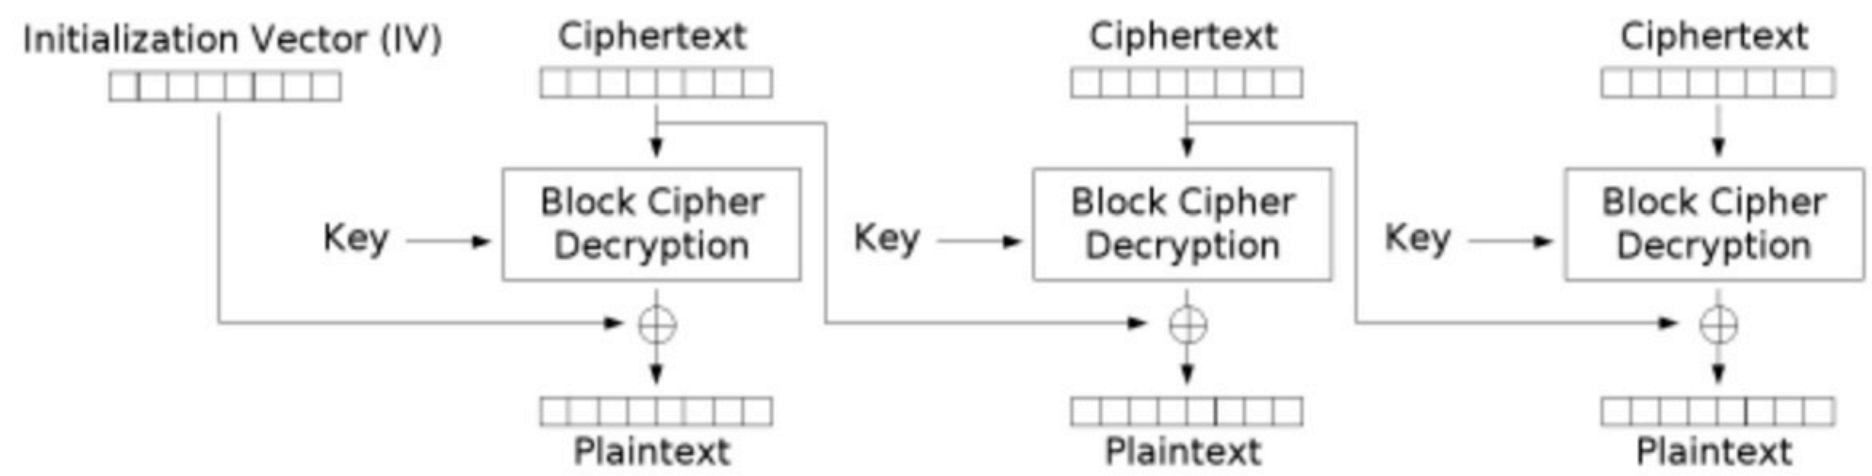 Initialization Vector (IV)
Ciphertext
Ciphertext
Ciphertext
Key
Block Cipher
Decryption
Key
Block Cipher
Decryption
Key
Block Cipher
Decryption
Plaintext
Plaintext
Plaintext